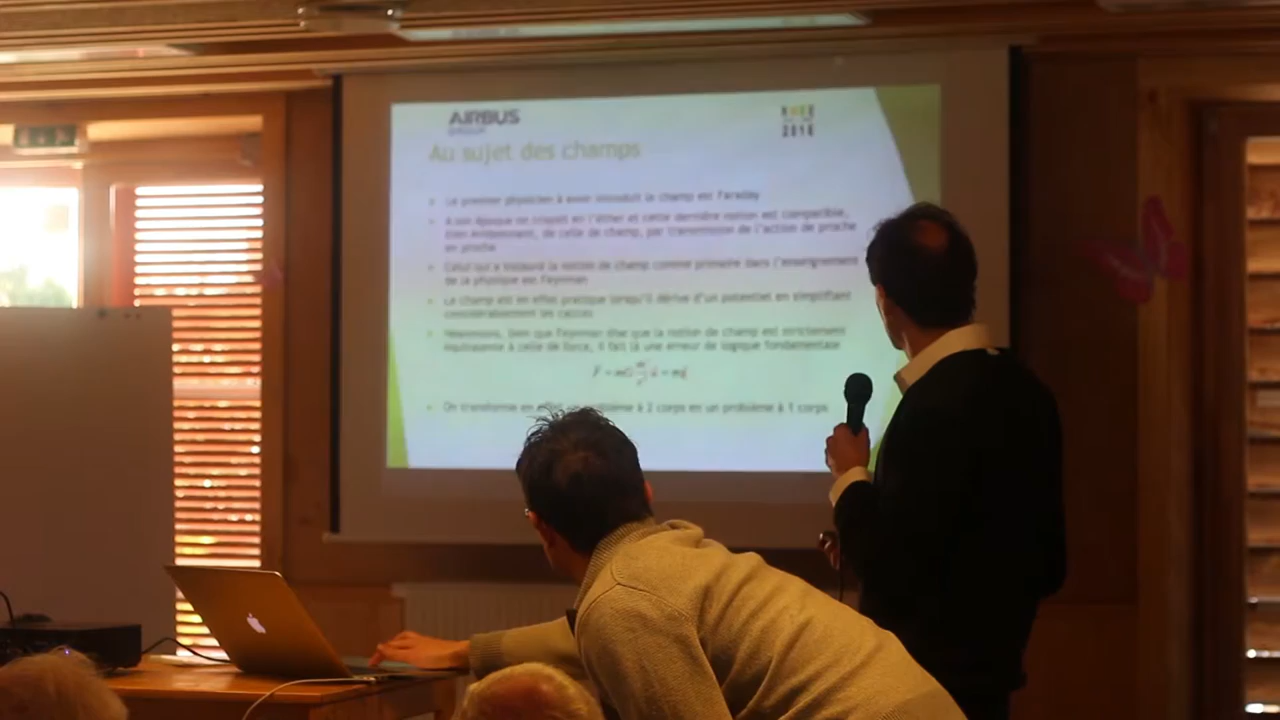 AIRBUS
GROUP
2016
Au sujet des champs
Le premier physicien à avoir introduit le champ est Faraday
A son époque on croyait en l'éther et cette dernière notion est compatible,
bien évidemment, de celle de champ, par transmission de l'action de proche
en proche
Celui qui a instauré la notion de champ comme primaire dans l'enseignement
de la physique est Feynman
Le champ est en effet pratique lorsqu'il dérive d'un potentiel en simplifiant
considérablement les calculs
Néanmoins, bien que Feynman dise que la notion de champ est strictement
équivalente à celle de force, il fait là une erreur de logique fondamentale
On transforme en effet un problème à 2 corps en un problème à 1 corps